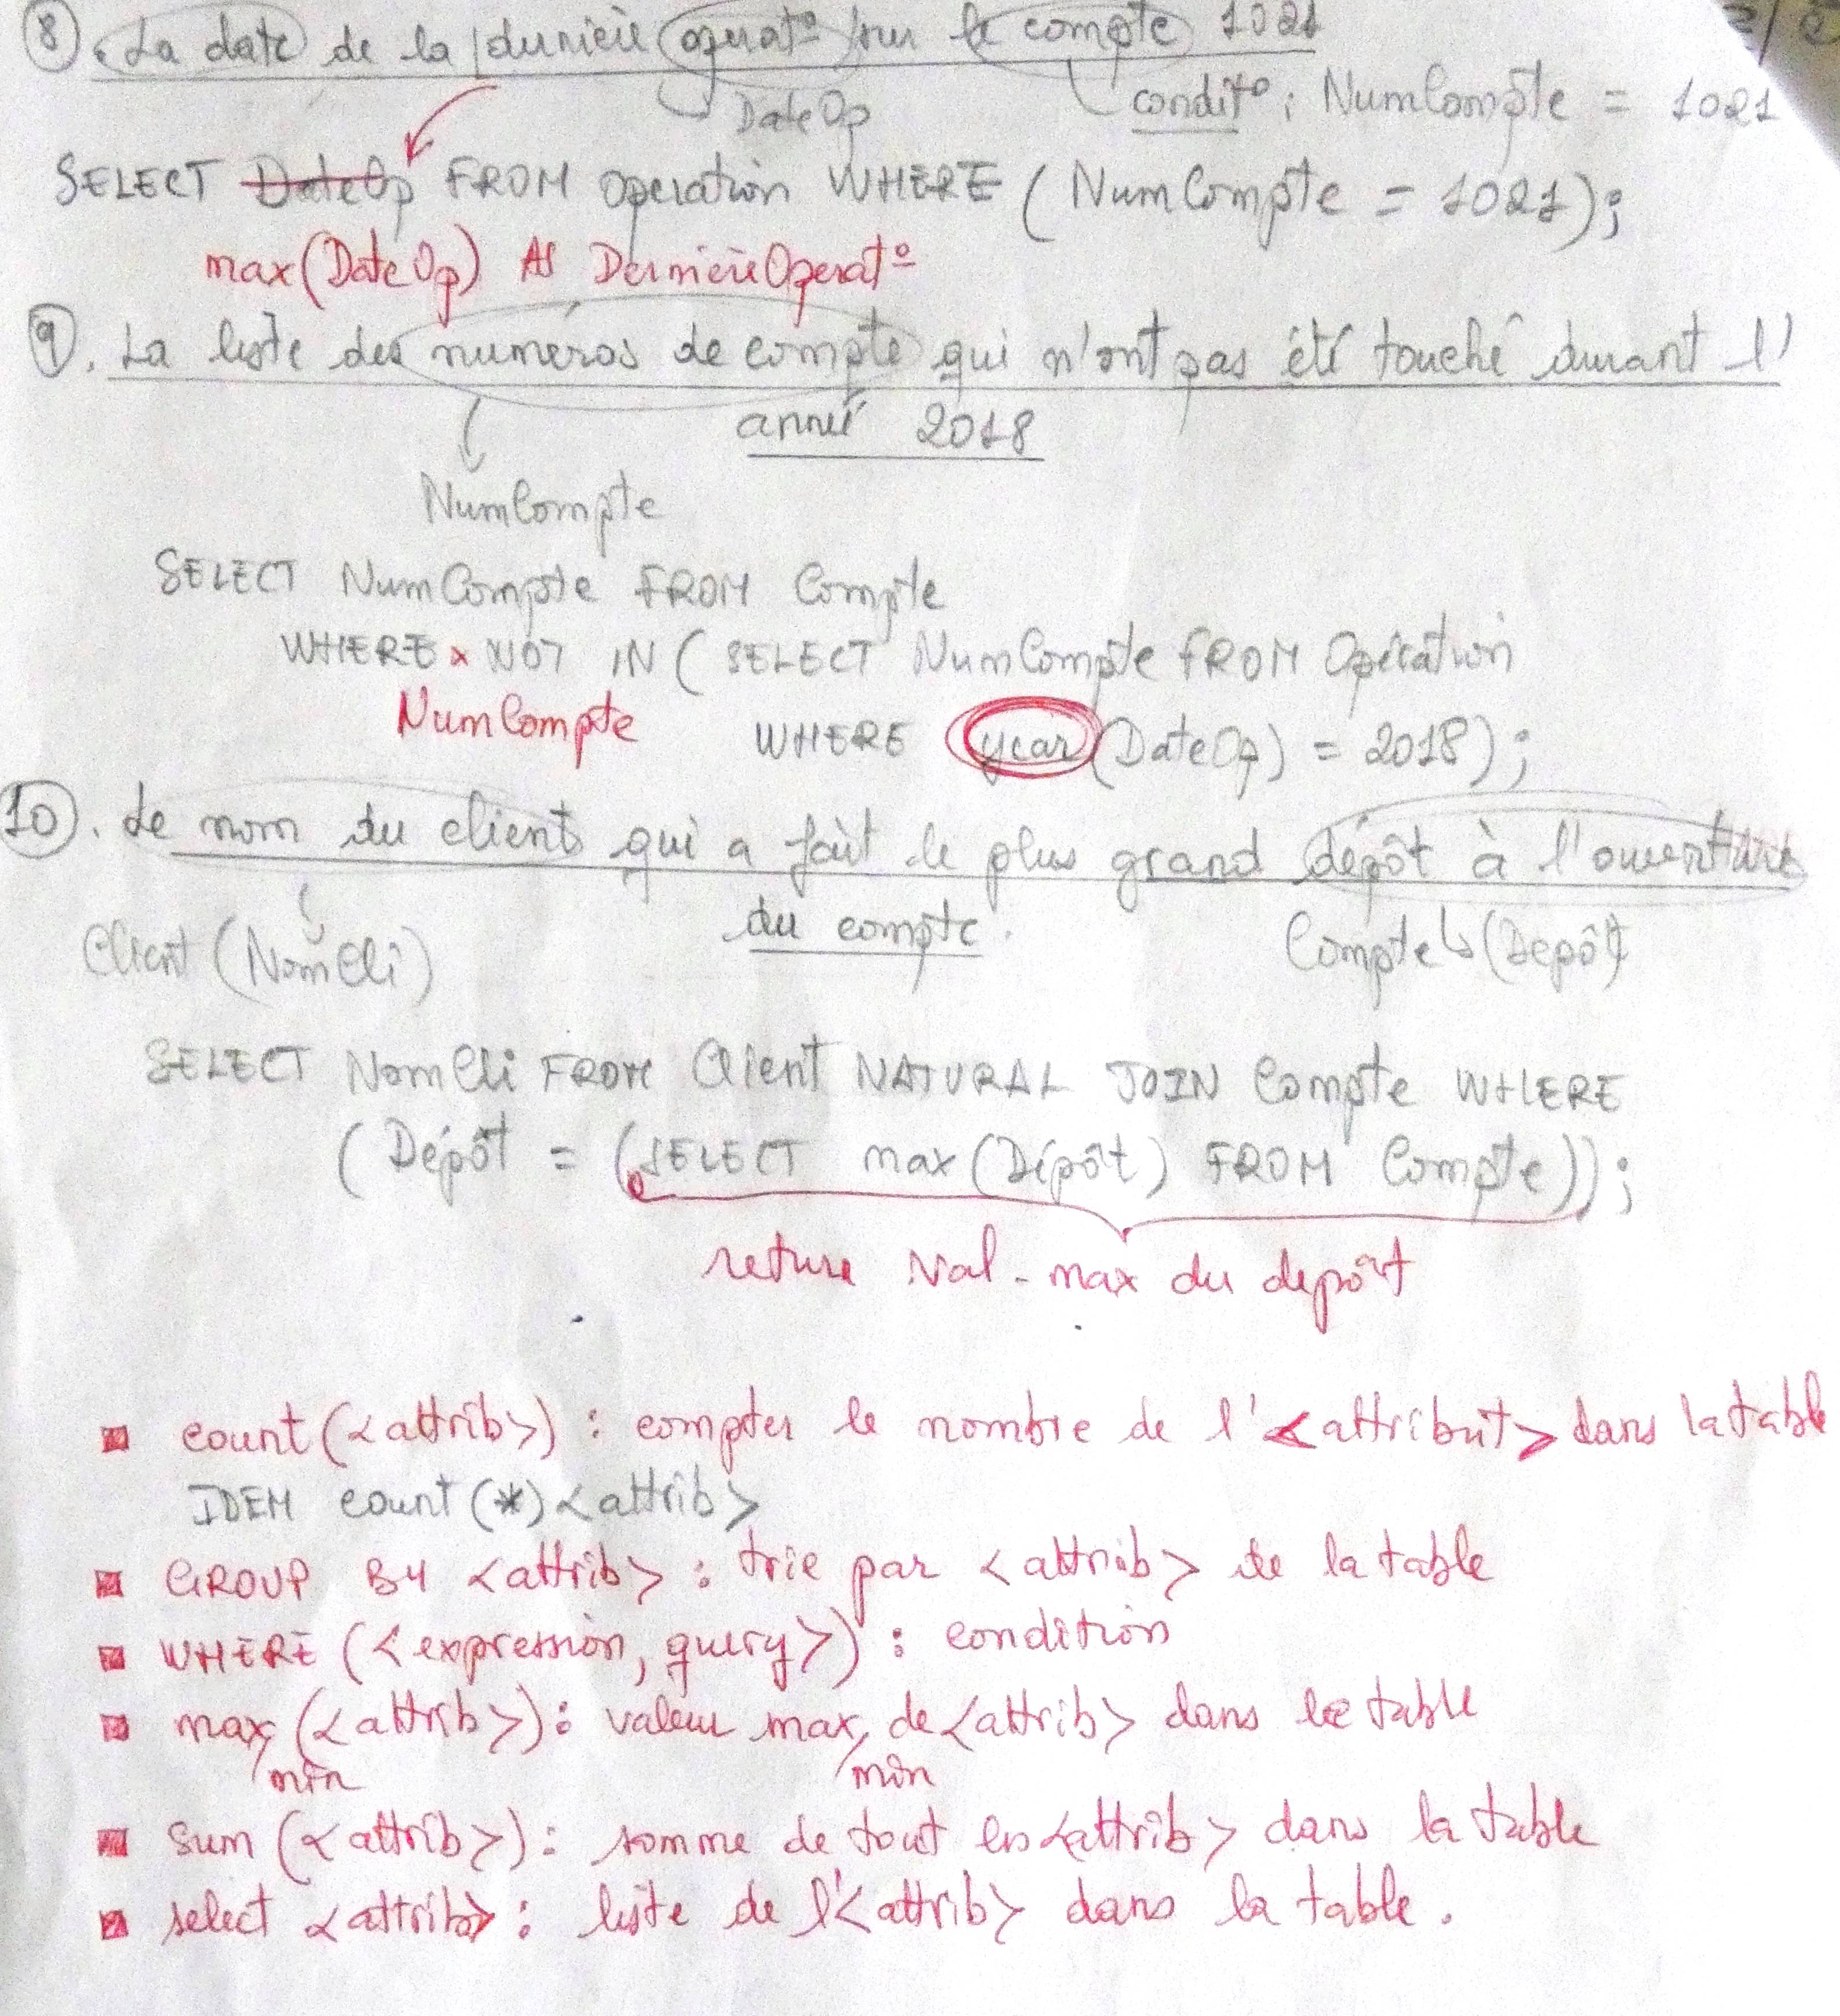 8. La date de la dernière operat° sur le compte 1021
DateOp
condit° : NumCompte = 1021
SELECT DateOp FROM operation WHERE ( NumCompte = 1021);
max(DateOp) AS DernièreOperat°
9. La liste des numéros de compte qui n'ont pas été touché durant l'
année 2018
NumCompte
SELECT NumCompte FROM Compte
WHERE x NOT IN ( SELECT NumCompte FROM Opération
NumCompte WHERE year (DateOp) = 2018) ;
10. Le nom du client qui a fait le plus grand dépôt à l'ouverture
du compte.
Client (NomCli)
Compte (Depôt)
SELECT NomCli FROM Client NATURAL JOIN Compte WHERE
( Dépôt = (SELECT max (Dépôt) FROM Compte)) ;
return val-max du depôt
count (<attrib>) : compter le nombre de l'<attribut> dans la table
IDEM count (*) <attrib>
GROUP BY <attrib> : trie par <attrib> de la table
WHERE (<expression, query>) : condition
max/min (<attrib>) : valeur max/min de <attrib> dans la table
sum (<attrib>) : somme de tout les <attrib> dans la table
select <attrib> : liste de l'<attrib> dans la table.